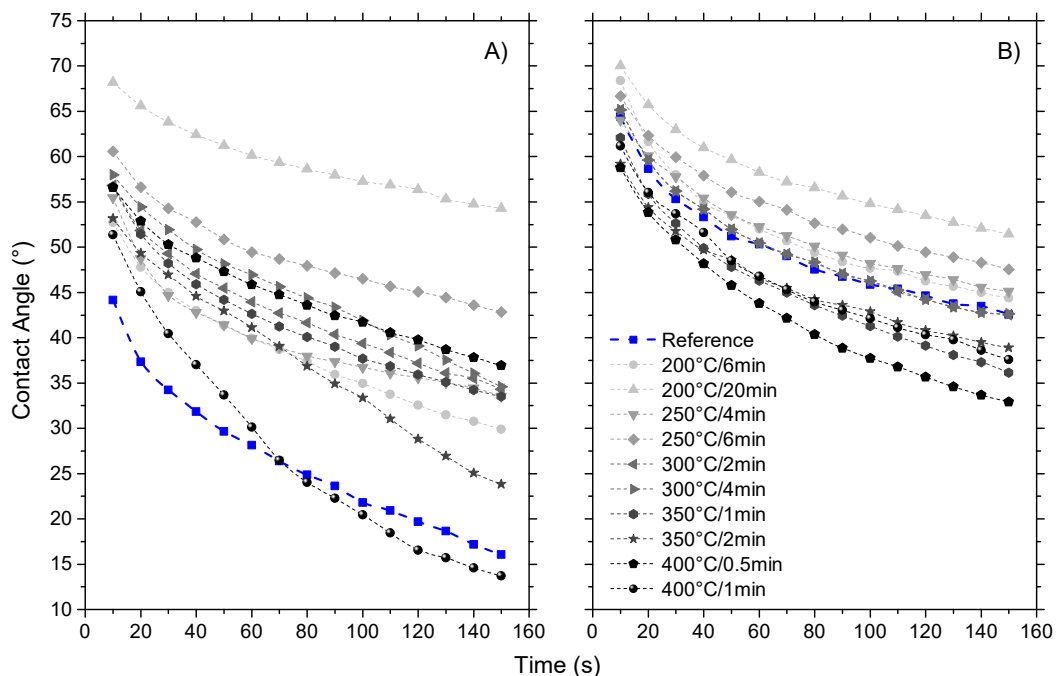 A)
B)
75
70
65
60
55
50
45
40
35
30
25
20
15
10
Contact Angle (°)
Reference
200°C/6min
200°C/20min
250°C/4min
250°C/6min
300°C/2min
300°C/4min
350°C/1min
350°C/2min
400°C/0.5min
400°C/1min
0 20 40 60 80 100 120 140 160
0 20 40 60 80 100 120 140 160
Time (s)